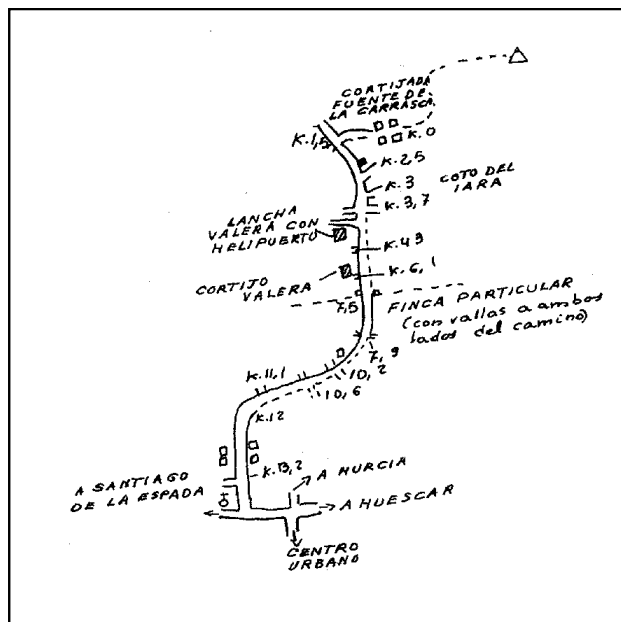 CORTIJADA
FUENTE DE
LA CARRASCA
K.0
K.1,5
K.2,5
K.3
COTO DEL
IARA
K.3,7
LANCHA
VALERA CON
HELIPUERTO
K.4 3
K.6,1
CORTIJO
VALERA
7,5
FINCA PARTICULAR
(con vallas a ambos
lados del camino)
7,9
10,2
10,6
K.11,1
K.12
K.13,2
A SANTIAGO
DE LA ESPADA
A MURCIA
A HUESCAR
CENTRO
URBANO